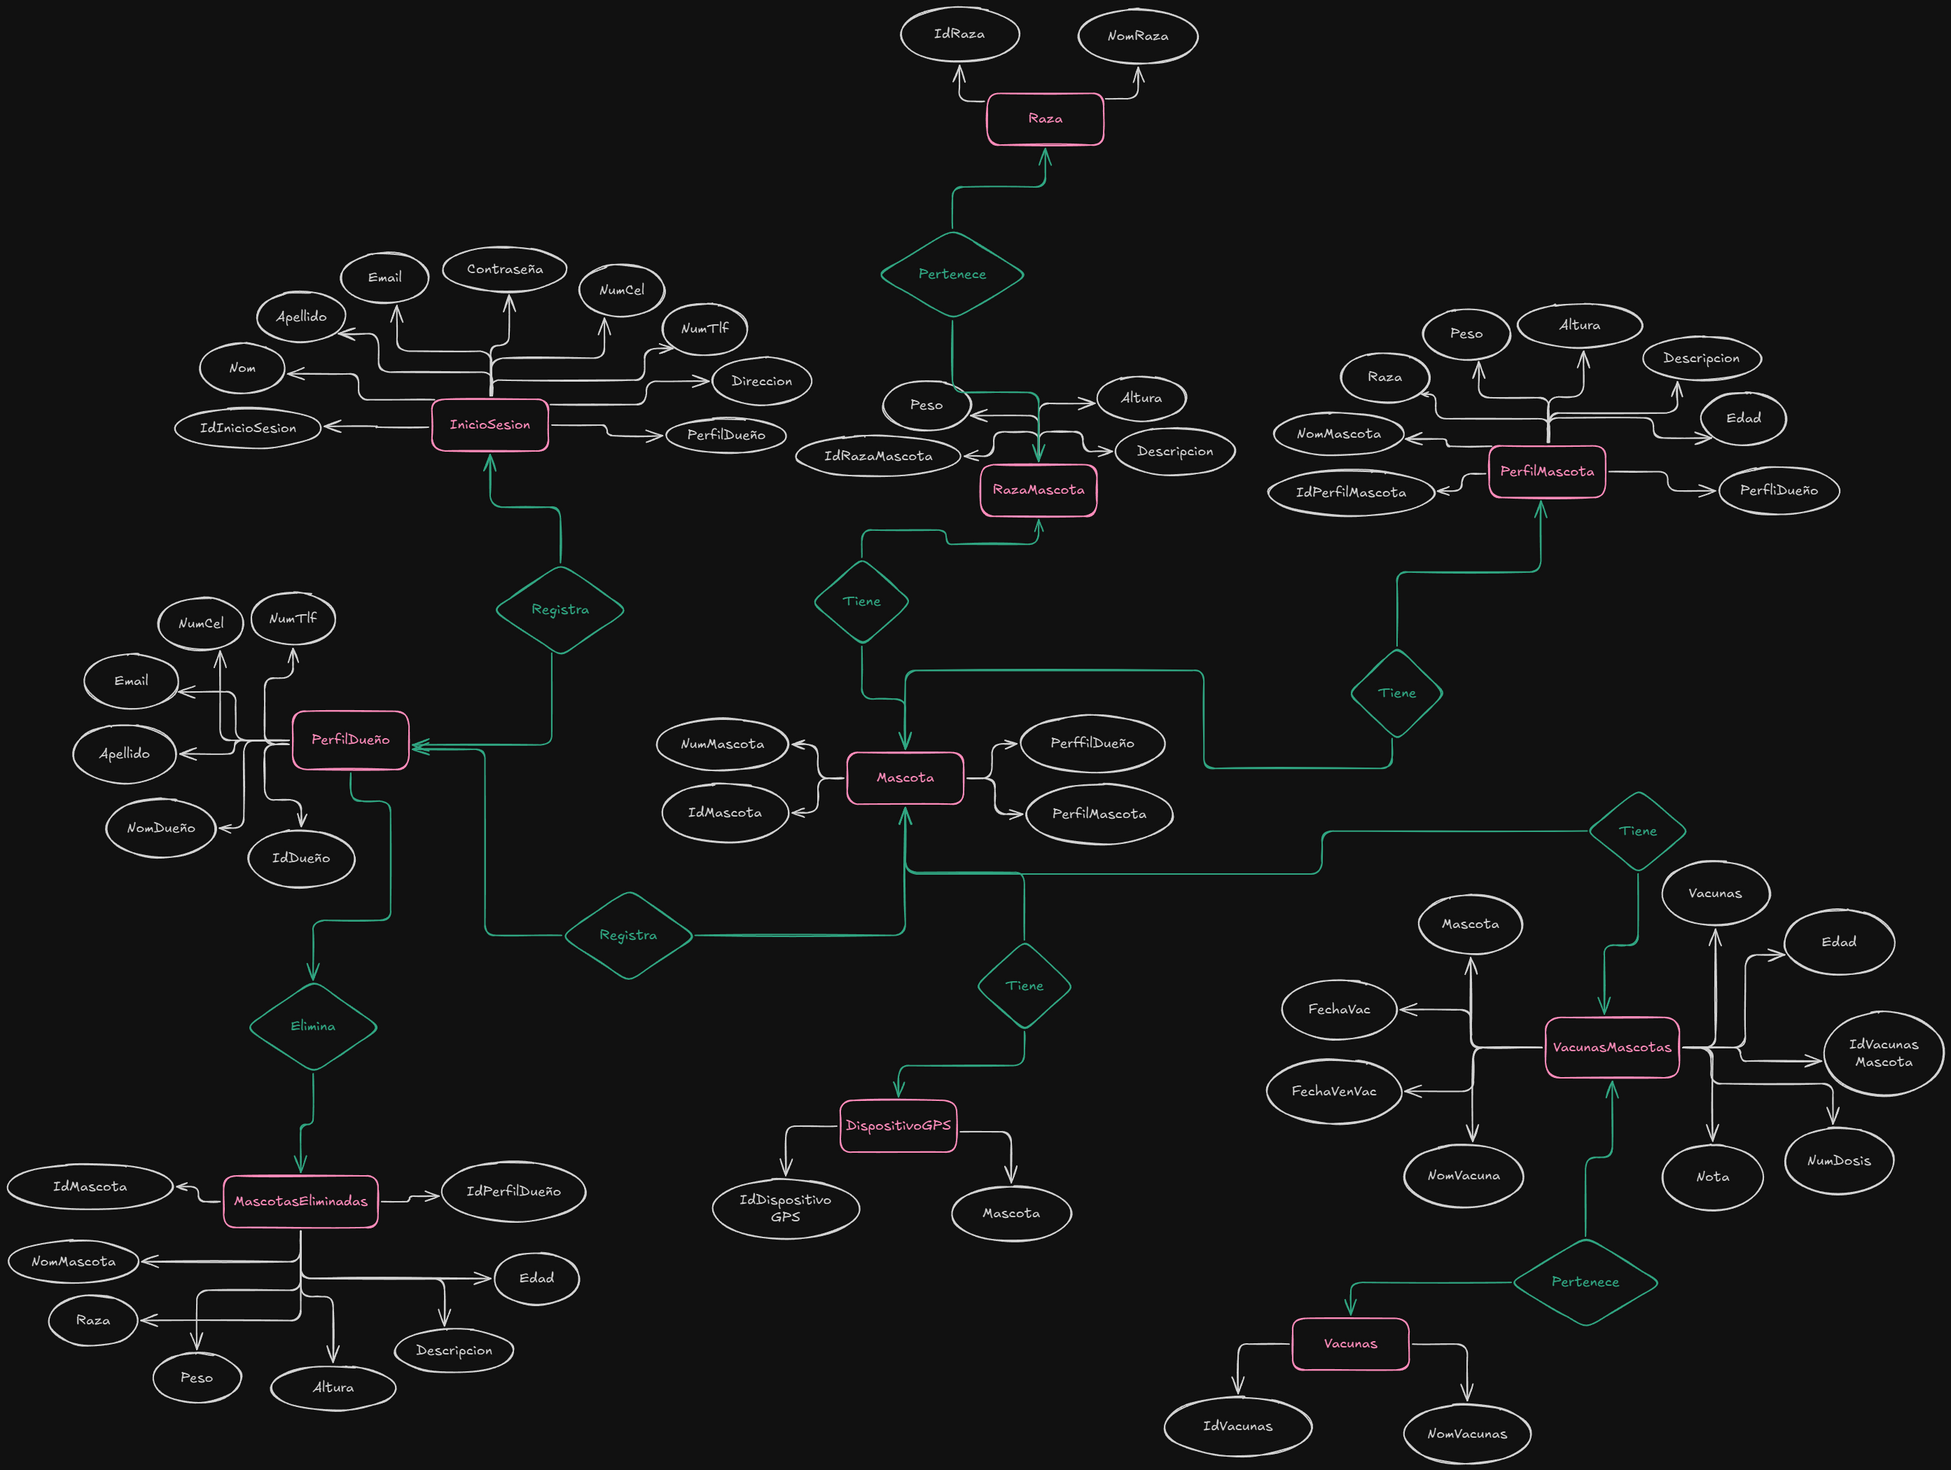 IdRaza
NomRaza
Raza
Pertenece
Email
Contraseña
NumCel
Apellido
NumTlf
Nom
Direccion
IdInicioSesion
InicioSesion
PerfilDueño
Peso
Altura
IdRazaMascota
Descripcion
RazaMascota
Peso
Altura
Raza
Descripcion
NomMascota
Edad
PerfilMascota
IdPerfilMascota
PerfliDueño
Registra
Tiene
Tiene
NumCel
NumTlf
Email
Apellido
PerfilDueño
NomDueño
IdDueño
NumMascota
PerffilDueño
Mascota
IdMascota
PerfilMascota
Tiene
Registra
Tiene
Elimina
Vacunas
Mascota
Edad
FechaVac
VacunasMascotas
IdVacunas
Mascota
FechaVenVac
NomVacuna
Nota
NumDosis
DispositivoGPS
IdDispositivo
GPS
Mascota
IdMascota
MascotasEliminadas
IdPerfilDueño
NomMascota
Edad
Raza
Descripcion
Peso
Altura
Pertenece
Vacunas
IdVacunas
NomVacunas